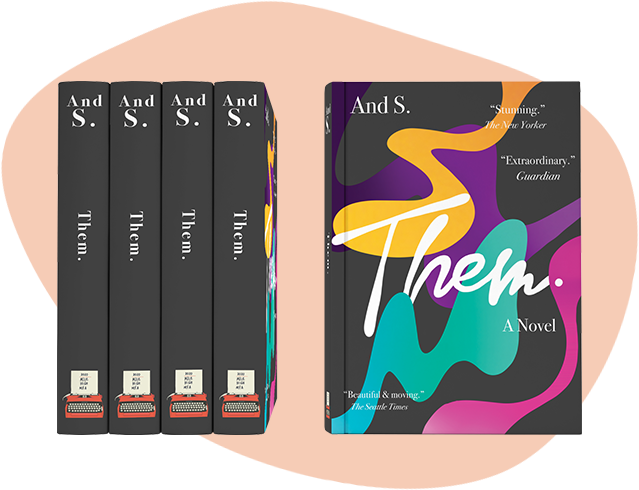 And
S.
Them.
And
S.
Them.
And
S.
Them.
And
S.
Them.
And S.
“Stunning.”
The New Yorker
“Extraordinary.”
Guardian
Them.
A Novel
“Beautiful & moving.”
The Seattle Times